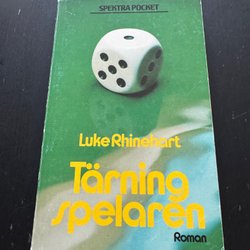 SPEKTRA POCKET
Luke Rhinehart
Tärning
spelaren
Roman